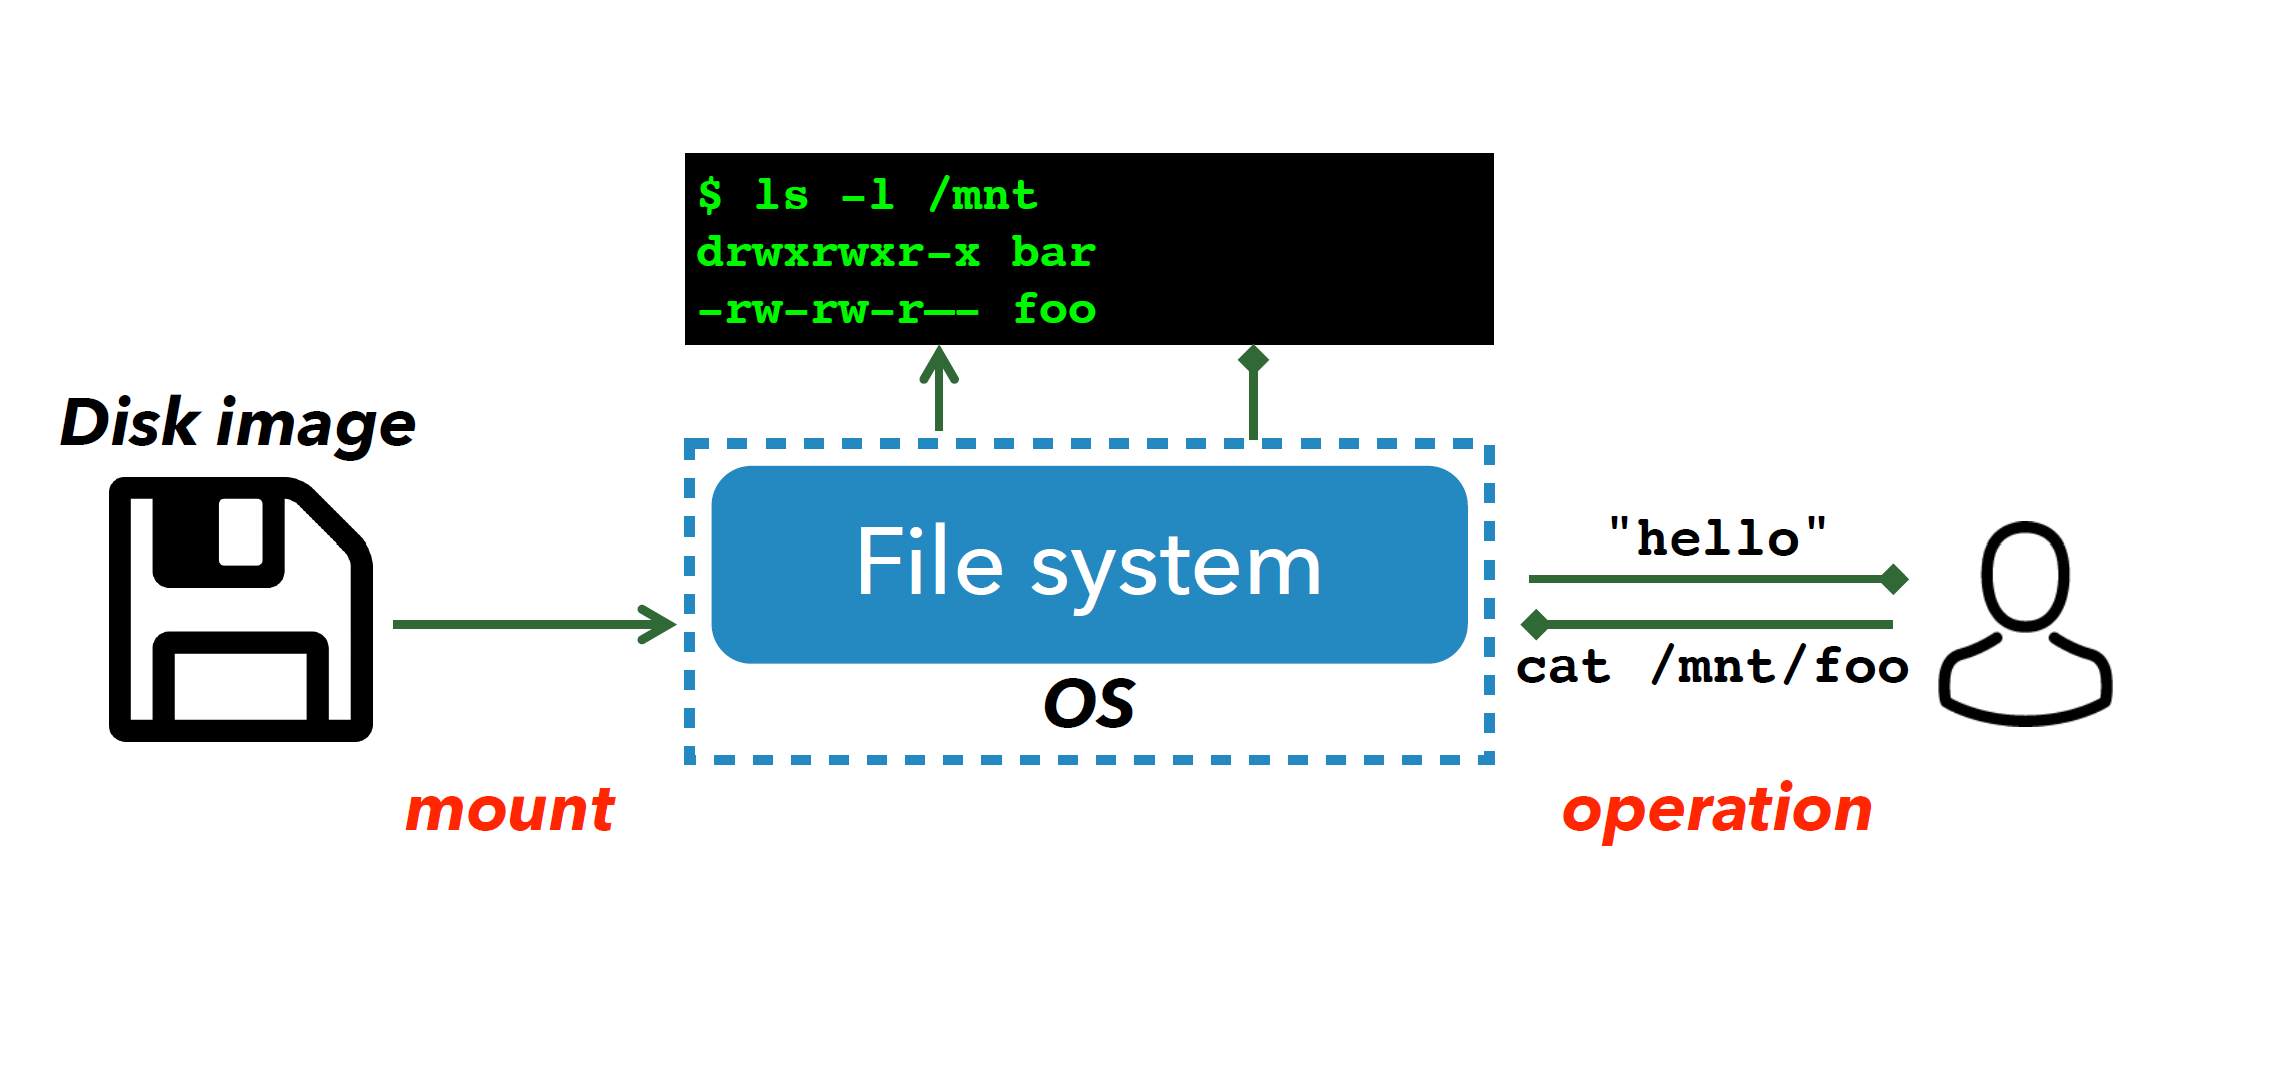 $ ls -l /mnt
drwxrwxr-x bar
-rw-rw-r-- foo
Disk image
File system
OS
"hello"
cat /mnt/foo
mount
operation